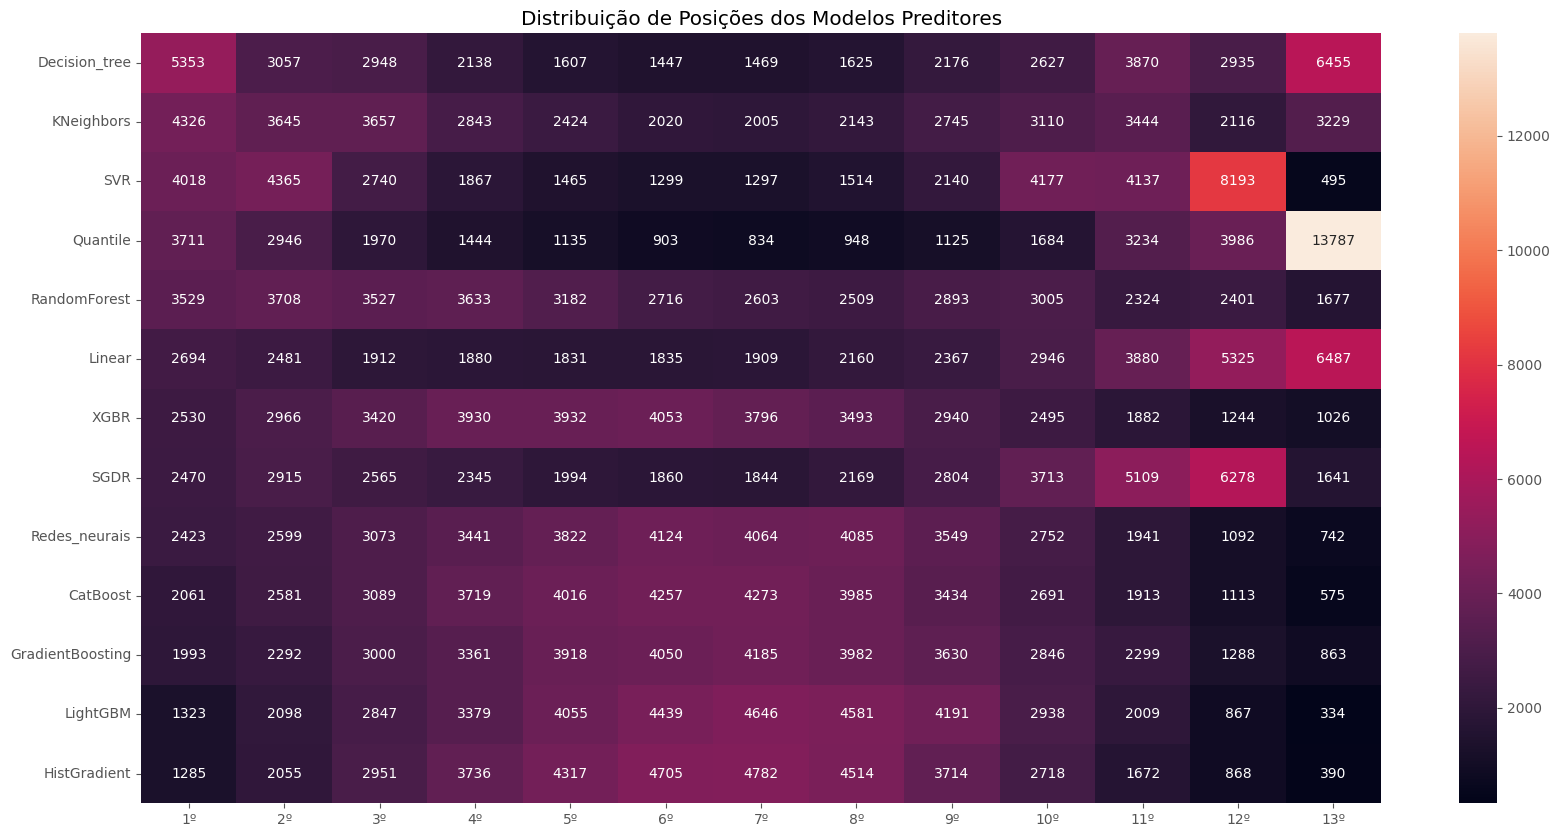 Distribuição de Posições dos Modelos Preditores
Decision_tree 5353 3057 2948 2138 1607 1447 1469 1625 2176 2627 3870 2935 6455
KNeighbors 4326 3645 3657 2843 2424 2020 2005 2143 2745 3110 3444 2116 3229
SVR 4018 4365 2740 1867 1465 1299 1297 1514 2140 4177 4137 8193 495
Quantile 3711 2946 1970 1444 1135 903 834 948 1125 1684 3234 3986 13787
RandomForest 3529 3708 3527 3633 3182 2716 2603 2509 2893 3005 2324 2401 1677
Linear 2694 2481 1912 1880 1831 1835 1909 2160 2367 2946 3880 5325 6487
XGBR 2530 2966 3420 3930 3932 4053 3796 3493 2940 2495 1882 1244 1026
SGDR 2470 2915 2565 2345 1994 1860 1844 2169 2804 3713 5109 6278 1641
Redes_neurais 2423 2599 3073 3441 3822 4124 4064 4085 3549 2752 1941 1092 742
CatBoost 2061 2581 3089 3719 4016 4257 4273 3985 3434 2691 1913 1113 575
GradientBoosting 1993 2292 3000 3361 3918 4050 4185 3982 3630 2846 2299 1288 863
LightGBM 1323 2098 2847 3379 4055 4439 4646 4581 4191 2938 2009 867 334
HistGradient 1285 2055 2951 3736 4317 4705 4782 4514 3714 2718 1672 868 390
1º 2º 3º 4º 5º 6º 7º 8º 9º 10º 11º 12º 13º
12000
10000
8000
6000
4000
2000